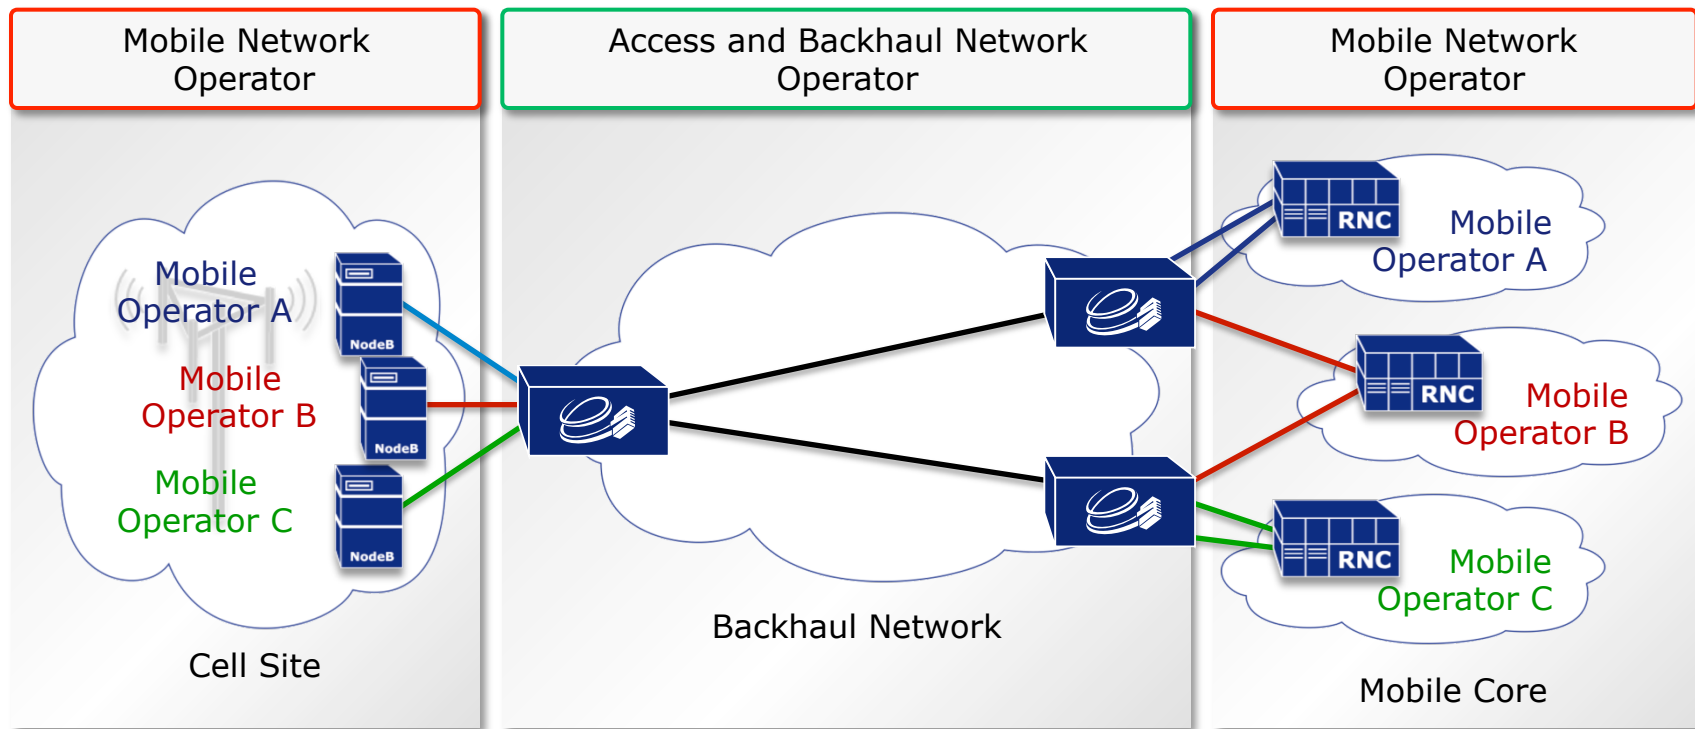 Mobile Network
Operator
Access and Backhaul Network
Operator
Mobile Network
Operator
Mobile
Operator A
NodeB
Mobile
Operator B
NodeB
Mobile
Operator C
NodeB
Cell Site
Backhaul Network
RNC
Mobile
Operator A
RNC
Mobile
Operator B
RNC
Mobile
Operator C
Mobile Core